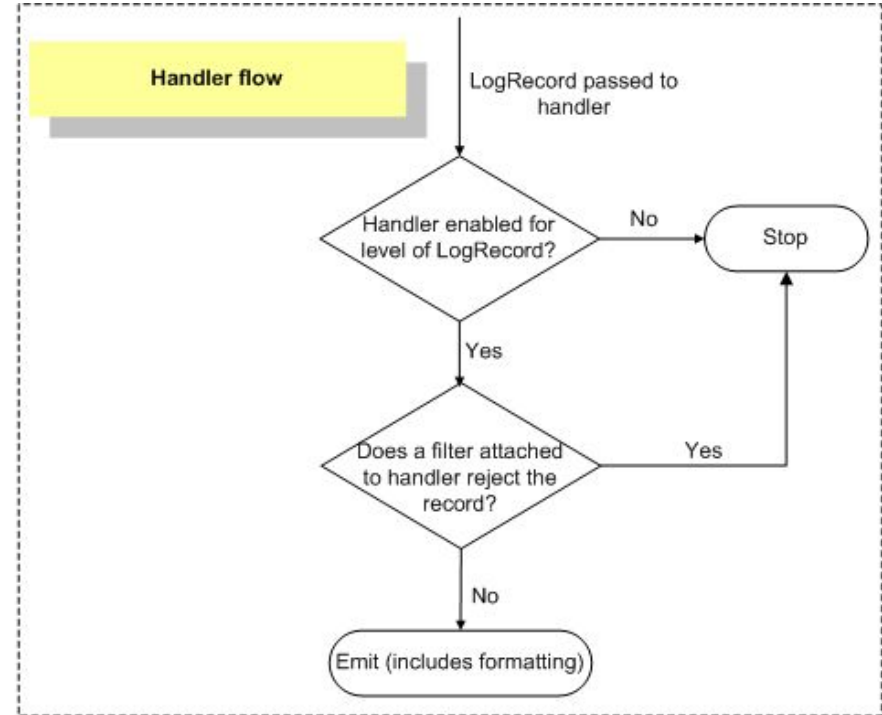 Handler flow
LogRecord passed to
handler
Handler enabled for
level of LogRecord?
No
Stop
Yes
Does a filter attached
to handler reject the
record?
Yes
No
Emit (includes formatting)